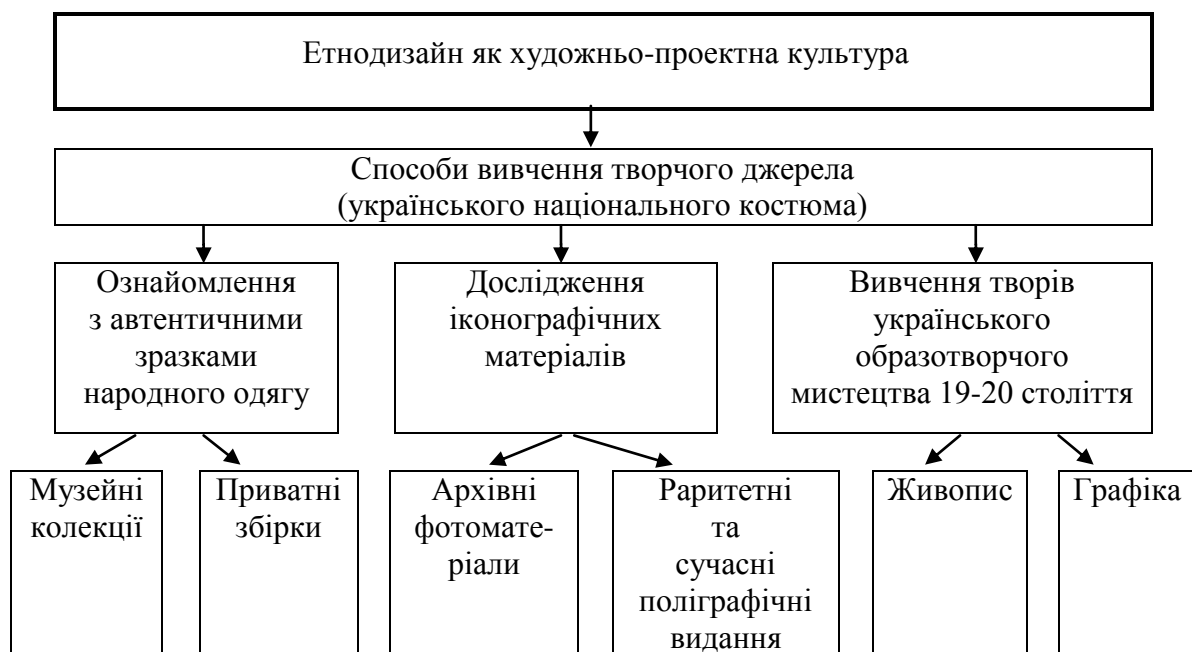 Етнодизайн як художньо-проектна культура
Способи вивчення творчого джерела
(українського національного костюма)
Ознайомлення
з автентичними
зразками
народного одягу
Дослідження
іконографічних
матеріалів
Вивчення творів
українського
образотворчого
мистецтва 19-20 століття
Музейні
колекції
Приватні
збірки
Архівні
фотомате-
ріали
Раритетні
та
сучасні
поліграфічні
видання
Живопис
Графіка